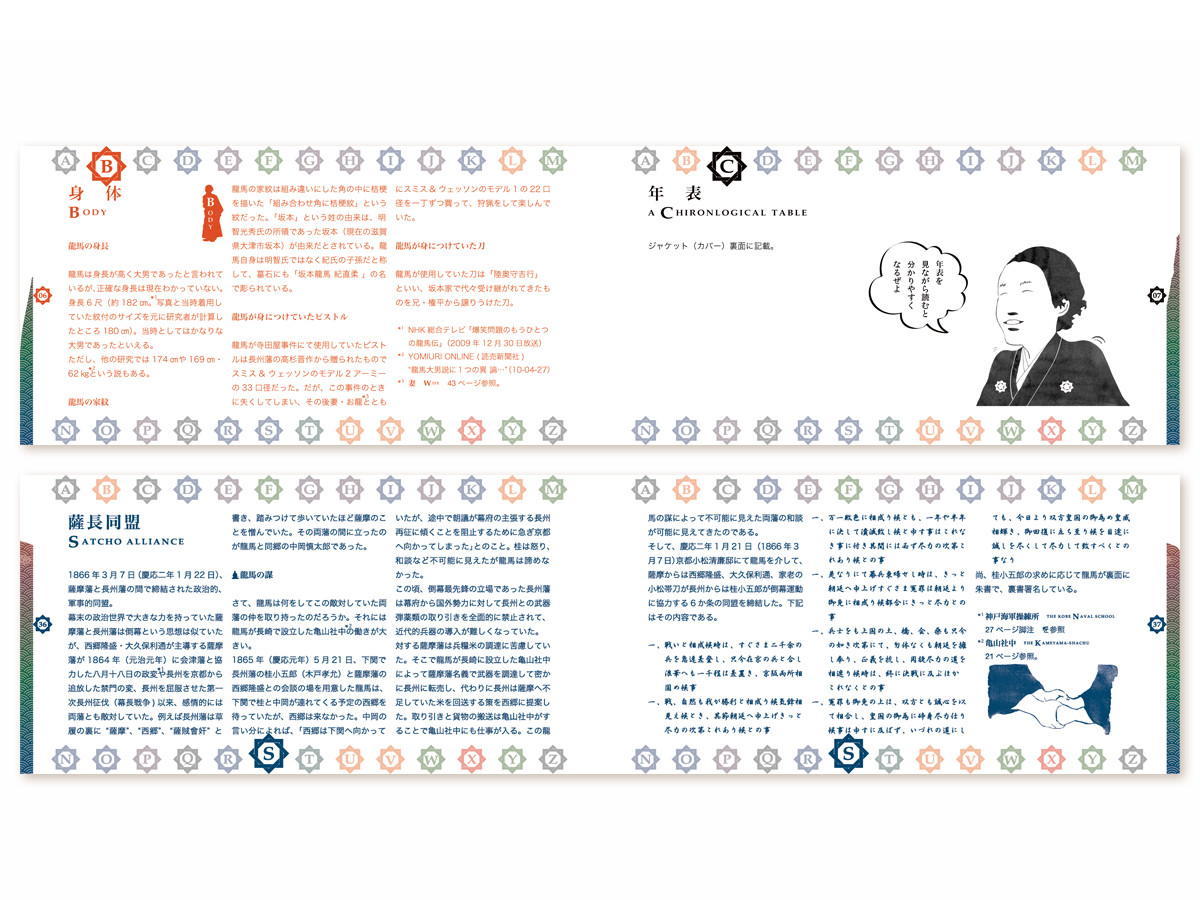 A B C D E F G H I J K L M
身 体
BODY
BODY
龍馬の身長
龍馬は身長が高く大男であったと言われて
いるが、正確な身長は現在わかっていない。
身長6尺(約182㎝。*1写真と当時着用し
ていた紋付のサイズを元に研究者が計算し
たところ180㎝)。当時としてはかなりな
大男であったといえる。
ただし、他の研究では174㎝や169㎝・
62㎏*2という説もある。
龍馬の家紋
龍馬の家紋は組み違いにした角の中に桔梗
を描いた「組み合わせ角に桔梗紋」という
紋だった。「坂本」という姓の由来は、明
智光秀氏の所領であった坂本(現在の滋賀
県大津市坂本)が由来だとされている。龍
馬自身は明智氏ではなく紀氏の子孫だと称
して、墓石にも「坂本龍馬 紀直柔 」の名
で彫られている。
龍馬が身につけていたピストル
龍馬が寺田屋事件にて使用していたピスト
ルは長州藩の高杉晋作から贈られたもので
スミス&ウェッソンのモデル2アーミー
の33口径だった。だが、この事件のとき
に失くしてしまい、その後妻・お龍*3ととも
にスミス&ウェッソンのモデル1の22口
径を一丁ずつ買って、狩猟をして楽しんで
いた。
龍馬が身につけていた刀
龍馬が使用していた刀は「陸奥守吉行」
といい、坂本家で代々受け継がれてきたも
のを兄・権平から譲りうけた刀。
*1 NHK総合テレビ「爆笑問題のもうひとつ
の龍馬伝」(2009年12月30日放送)
*2 YOMIURI ONLINE (読売新聞社)
“龍馬大男説に1つの異 論…”(10-04-27)
*3 妻 WIFE 43ページ参照。
06
N O P Q R S T U V W X Y Z
A B C D E F G H I J K L M
年 表
A CHIRONLOGICAL TABLE
ジャケット(カバー)裏面に記載。
年表を
見ながら読むと
分かりやすく
なるぜよ
07
N O P Q R S T U V W X Y Z
A B C D E F G H I J K L M
薩長同盟
SATCHO ALLIANCE
1866年3月7日(慶応二年1月22日)、
薩摩藩と長州藩の間で締結された政治的、
軍事的同盟。
幕末の政治世界で大きな力を持っていた薩
摩藩と長州藩は倒幕という思想は似ていた
が、西郷隆盛・大久保利通が主導する薩摩
藩が1864年(元治元年)に会津藩と協
力した八月十八日の政変*1や長州を京都から
追放した禁門の変、長州を屈服させた第一
次長州征伐(幕長戦争)以来、感情的には
両藩とも敵対していた。例えば長州藩は草
履の裏に “薩摩”、“西郷”、“薩賊會奸” と
書き、踏みつけて歩いていたほど薩摩のこ
とを憎んでいた。その両藩の間に立ったの
が龍馬と同郷の中岡慎太郎であった。
龍馬の謀
さて、龍馬は何をしてこの敵対していた両
藩の仲を取り持ったのだろうか。それには
龍馬が長崎で設立した亀山社中*2の働きが大
きい。
1865年(慶応元年)5月21日、下関で
長州藩の桂小五郎(木戸孝允)と薩摩藩の
西郷隆盛との会談の場を用意した龍馬は、
下関で桂と中岡が連れてくる予定の西郷を
待っていたが、西郷は来なかった。中岡の
言い分によれば、「西郷は下関へ向かって
いたが、途中で朝議が幕府の主張する長州
再征に傾くことを阻止するために急ぎ京都
へ向かってしまった」とのこと。桂は怒り、
和談など不可能に見えたが龍馬は諦めな
かった。
この頃、倒幕最先鋒の立場であった長州藩
は幕府から国外勢力に対して長州との武器
弾薬類の取り引きを全面的に禁止されて、
近代的兵器の導入が難しくなっていた。
対する薩摩藩は兵糧米の調達に苦慮してい
た。そこで龍馬が長崎に設立した亀山社中
によって薩摩藩名義で武器を調達して密か
に長州に転売し、代わりに長州は薩摩へ不
足していた米を回送する策を西郷に提案し
た。取り引きと貨物の搬送は亀山社中がす
ることで亀山社中にも仕事が入る。この龍
36
N O P Q R S T U V W X Y Z
A B C D E F G H I J K L M
馬の謀によって不可能に見えた両藩の和談
が可能に見えてきたのである。
そして、慶応二年1月21日(1866年3
月7日)京都小松清廉邸にて龍馬を介して、
薩摩からは西郷隆盛、大久保利通、家老の
小松帯刀が長州からは桂小五郎が倒幕運動
に協力する6か条の同盟を締結した。下記
はその内容である。
一、戦いと相成候時は、すぐさま二千余の
兵を急速差登し、只今在京の兵と合し
浪華へも一千程は差置き、京阪両所相
固め候事
一、戦、自然も我が勝利と相成り候気鋒相
見え候とき、其節朝廷へ申上げきっと
尽力の次第これあり候との事
一、万一敗色に相成り候とも、一年や半年
に決して潰滅致し候と申す事はこれな
き事に付き其間には必ず尽力の次第こ
れあり候との事
一、是なりにて幕兵東帰せし時は、きっと
朝廷へ申上げすぐさま冤罪は朝廷より
御免に相成り候都合にきっと尽力との
事
一、兵士をも上国の上、橋、会、桑も只今
の如き次第にて、勿体なくも朝廷を擁
し奉り、正義を抗し、周旋尽力の道を
相遮り候時は、終に決戦に及ぶほか
これなくとの事
一、冤罪も御免の上は、双方とも誠心を以
て相合し、皇国の御為に砕身尽力は
候事は申すに及ばず、いづれの道にし
ても、今日より双方皇国の御為め皇威
相輝き、御回復に立ち至り候を目途に
誠しを尽くして尽力して致すべくとの
事なり
尚、桂小五郎の求めに応じて龍馬が裏面に
朱書で、裏書署名している。
*1 神戸海軍操練所 THE KOBE NAVAL SCHOOL
27ページ脚注 参照
*2 亀山社中 THE KAMEYAMA-SHACHU
21ページ参照。
37
N O P Q R S T U V W X Y Z